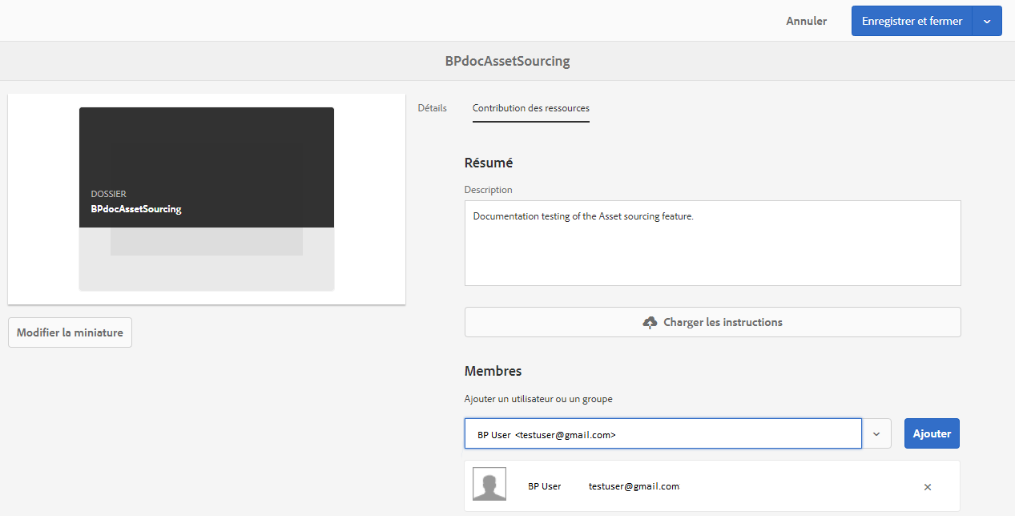 Annuler
Enregistrer et fermer
BPdocAssetSourcing
Détails
Contribution des ressources
DOSSIER
BPdocAssetSourcing
Modifier la miniature
Résumé
Description
Documentation testing of the Asset sourcing feature.
Charger les instructions
Membres
Ajouter un utilisateur ou un groupe
BP User <testuser@gmail.com>
Ajouter
BP User testuser@gmail.com